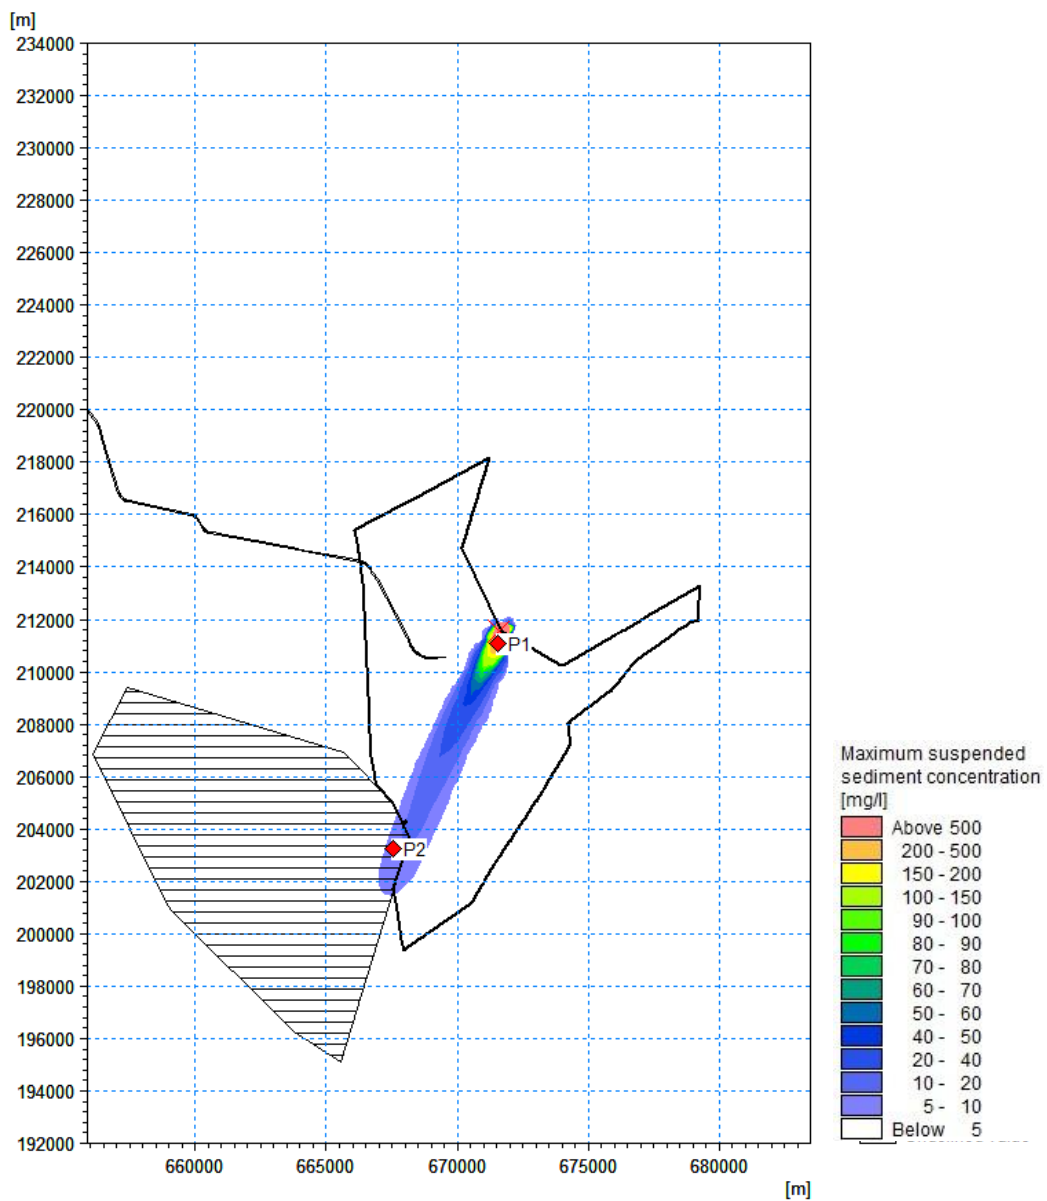 [m]
234000
232000
230000
228000
226000
224000
222000
220000
218000
216000
214000
212000
210000
208000
206000
204000
202000
200000
198000
196000
194000
192000
P1
P2
660000
665000
670000
675000
680000
[m]
Maximum suspended
sediment concentration
[mg/l]
Above 500
200 - 500
150 - 200
100 - 150
90 - 100
80 - 90
70 - 80
60 - 70
50 - 60
40 - 50
20 - 40
10 - 20
5 - 10
Below 5